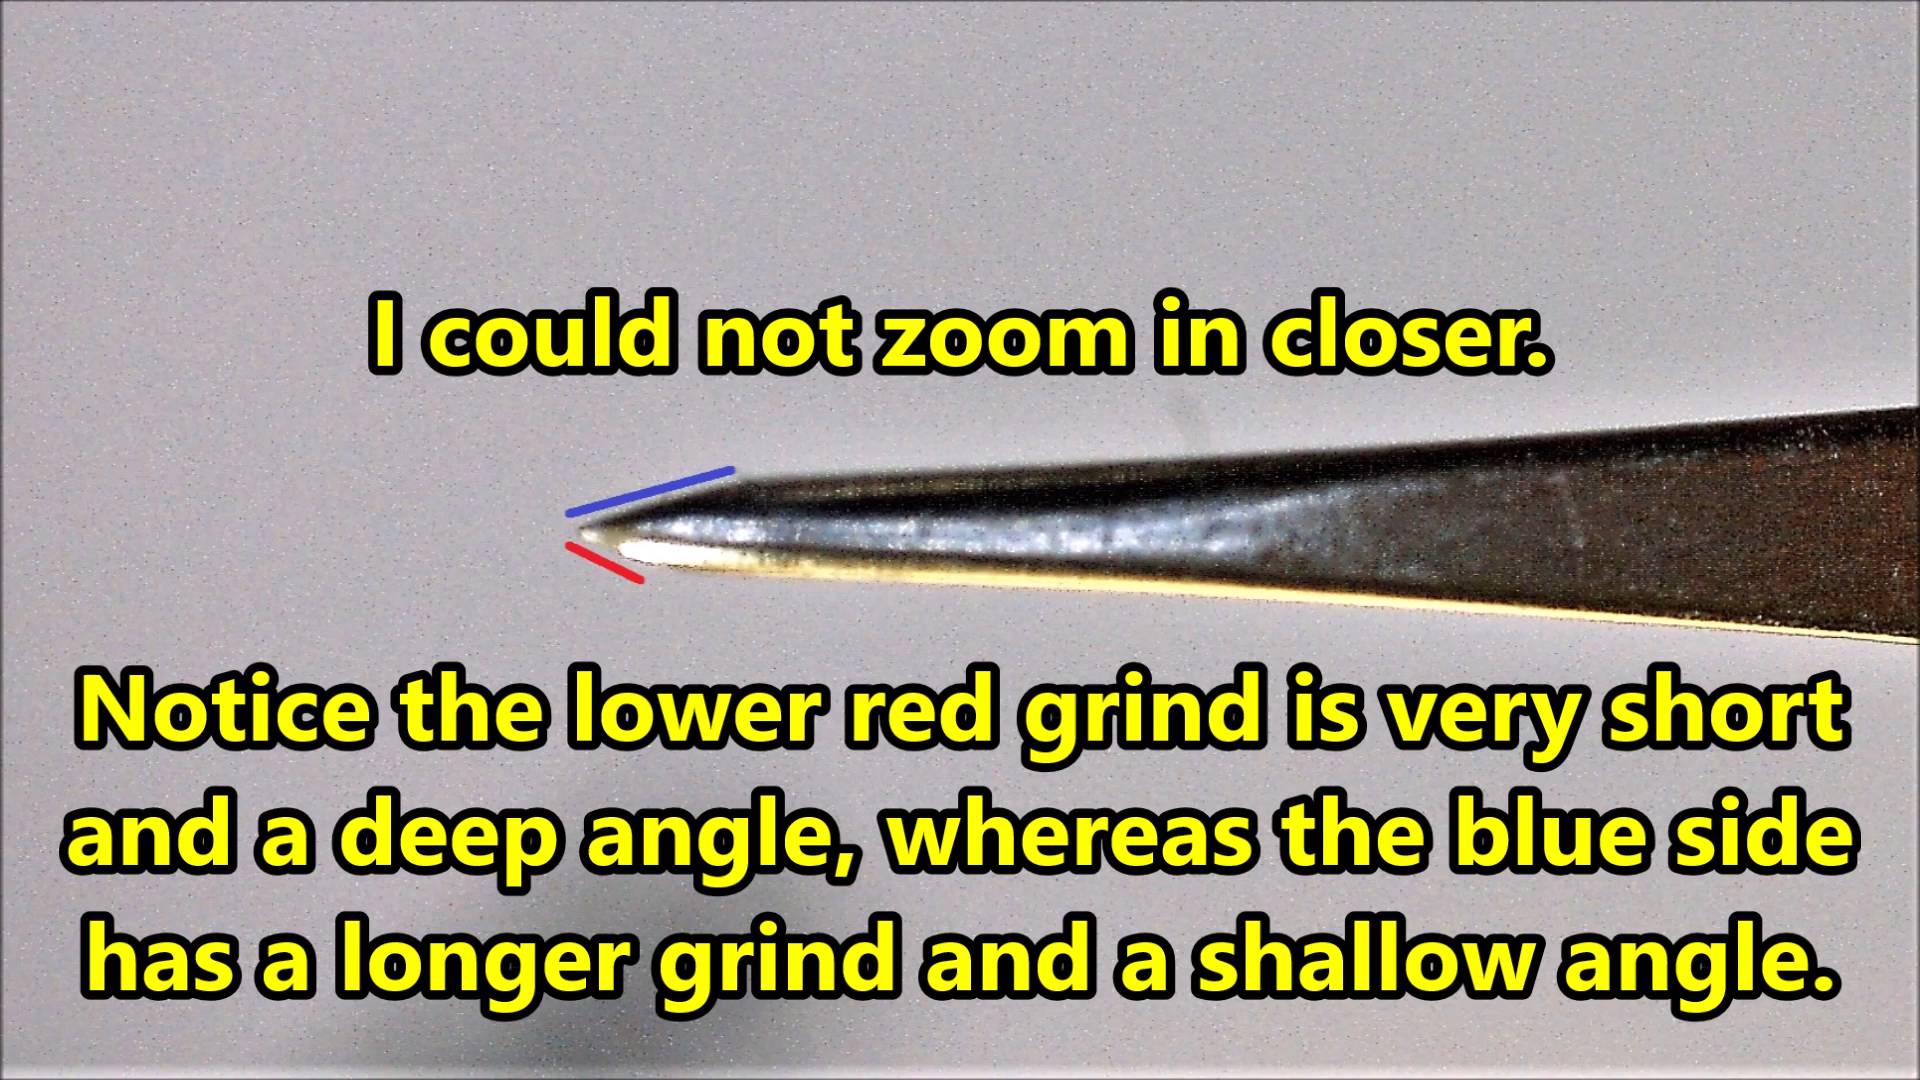 I could not zoom in closer.
Notice the lower red grind is very short
and a deep angle, whereas the blue side
has a longer grind and a shallow angle.